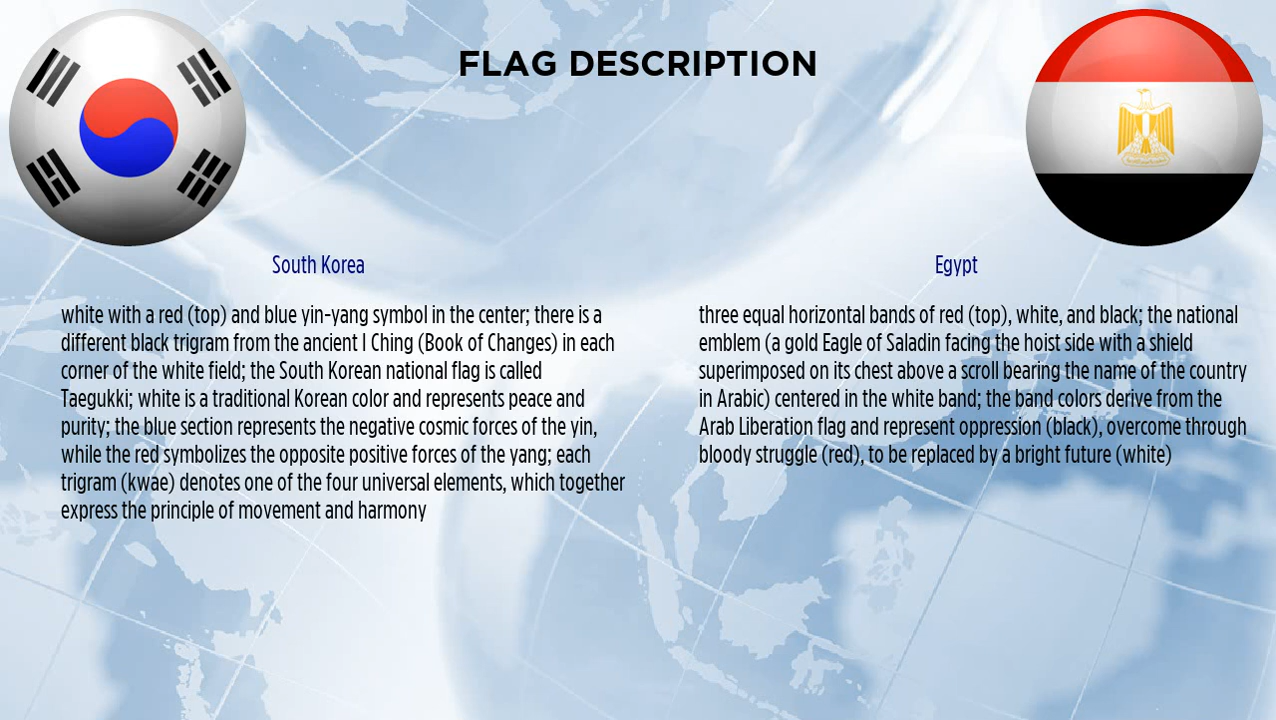 FLAG DESCRIPTION
South Korea
white with a red (top) and blue yin-yang symbol in the center; there is a
different black trigram from the ancient I Ching (Book of Changes) in each
corner of the white field; the South Korean national flag is called
Taegukki; white is a traditional Korean color and represents peace and
purity; the blue section represents the negative cosmic forces of the yin,
while the red symbolizes the opposite positive forces of the yang; each
trigram (kwae) denotes one of the four universal elements, which together
express the principle of movement and harmony
Egypt
three equal horizontal bands of red (top), white, and black; the national
emblem (a gold Eagle of Saladin facing the hoist side with a shield
superimposed on its chest above a scroll bearing the name of the country
in Arabic) centered in the white band; the band colors derive from the
Arab Liberation flag and represent oppression (black), overcome through
bloody struggle (red), to be replaced by a bright future (white)